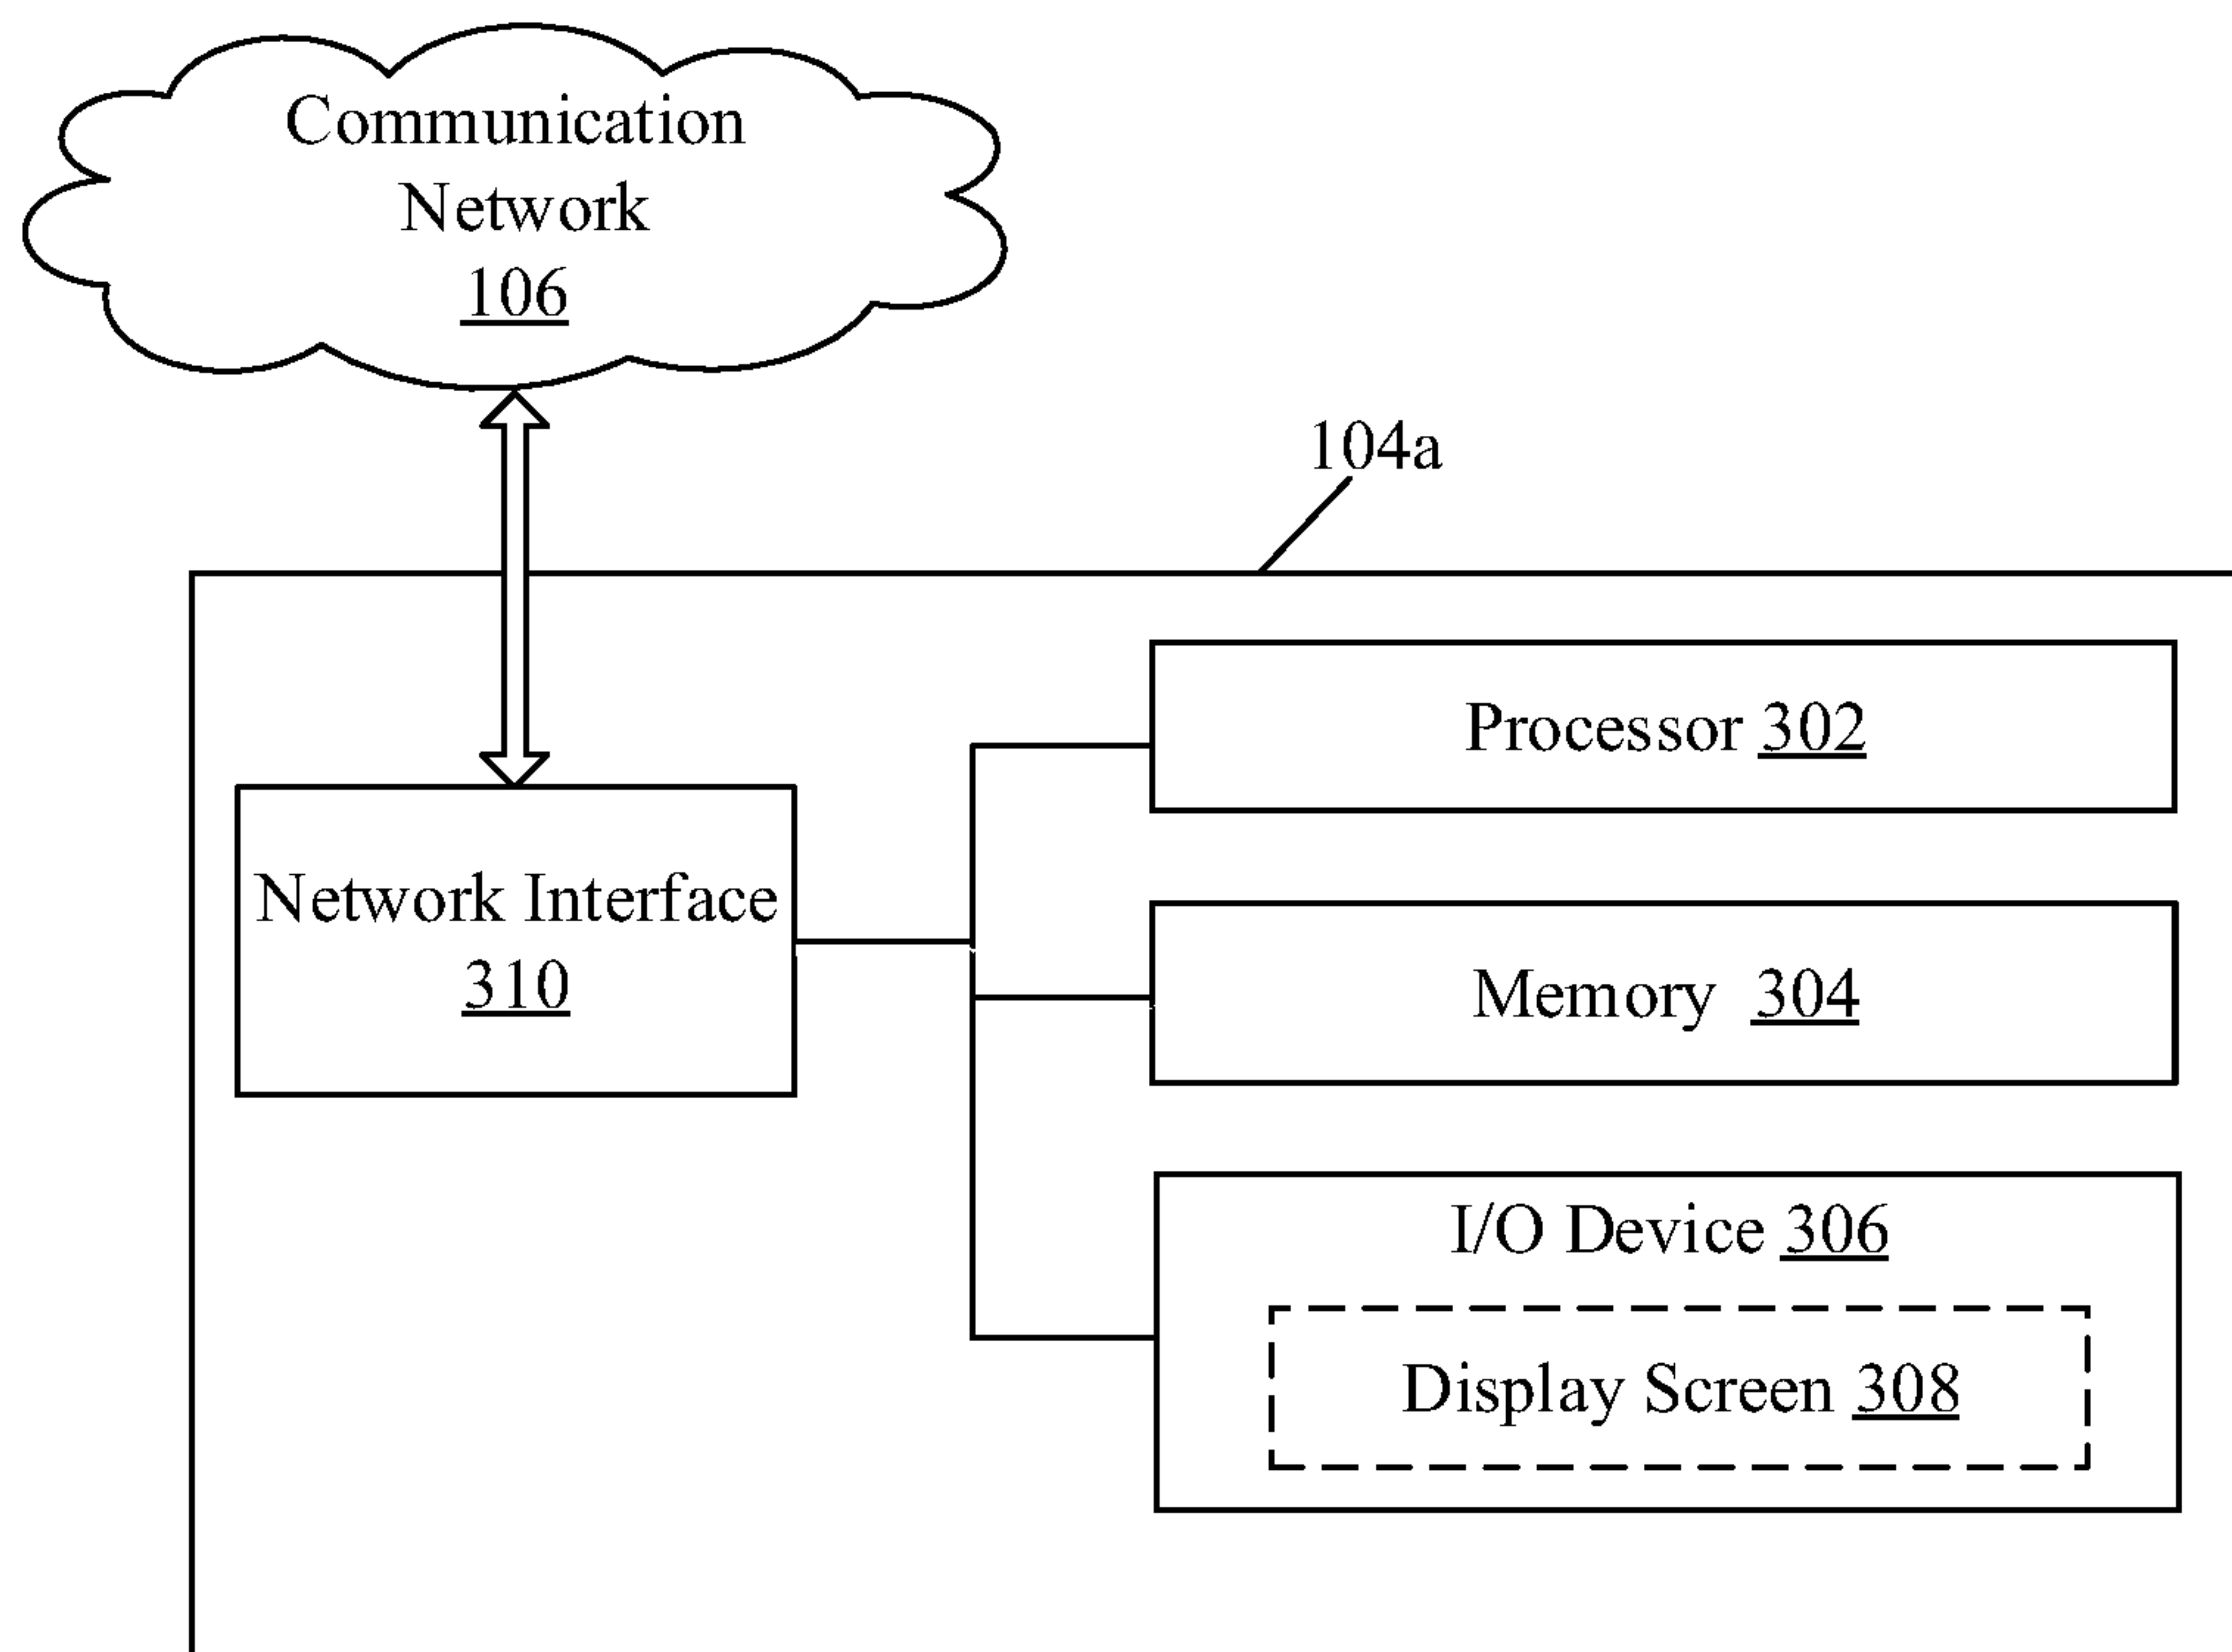 Communication
Network
106
104a
Processor 302
Network Interface
310
Memory 304
I/O Device 306
Display Screen 308